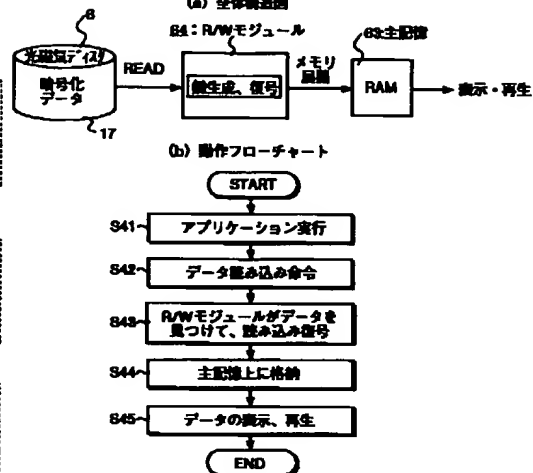 (a) 全体構造図
6
光磁気ディスク
暗号化
データ
17
READ
64：R/Wモジュール
鍵生成、復号
メモリ
展開
63:主記憶
RAM
表示・再生
(b) 動作フローチャート
START
S41
アプリケーション実行
S42
データ読み込み命令
S43
R/Wモジュールがデータを
見つけて、読み込み復号
S44
主記憶上に格納
S45
データの表示、再生
END